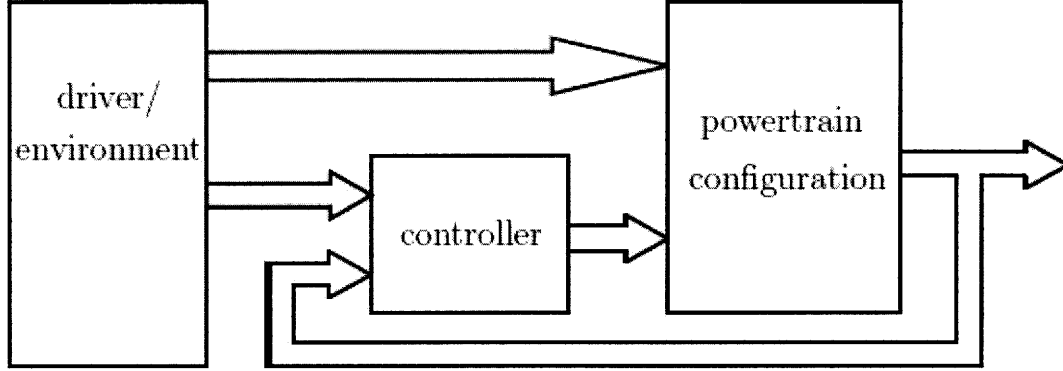 driver/
environment
powertrain
configuration
controller